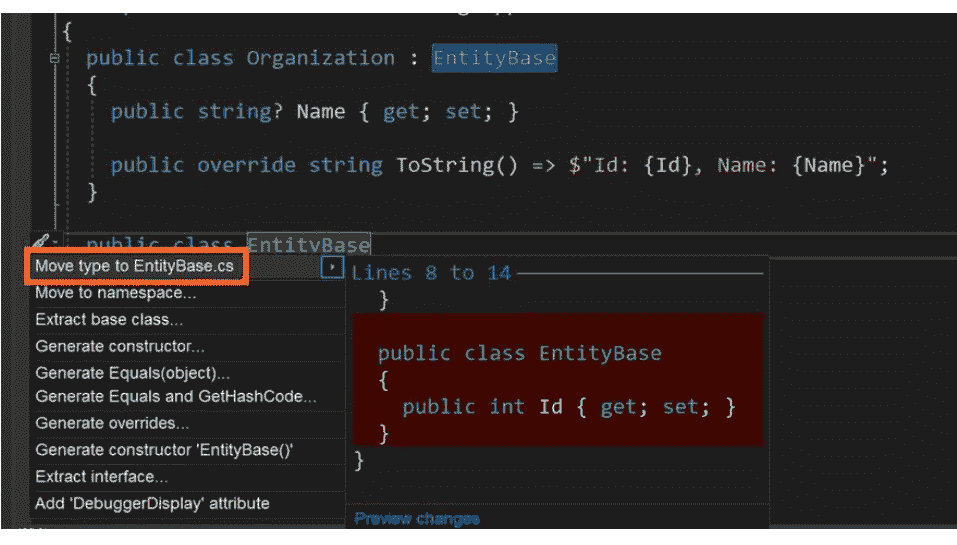 {
public class Organization : EntityBase
{
public string? Name { get; set; }
public override string ToString() => $"Id: {Id}, Name: {Name}";
}
public class EntityBase
Move type to EntityBase.cs
Move to namespace...
Extract base class...
Generate constructor...
Generate Equals(object)...
Generate Equals and GetHashCode...
Generate overrides...
Generate constructor 'EntityBase()'
Extract interface...
Add 'DebuggerDisplay' attribute
Lines 8 to 14
}
public class EntityBase
{
public int Id { get; set; }
}
}
Preview changes